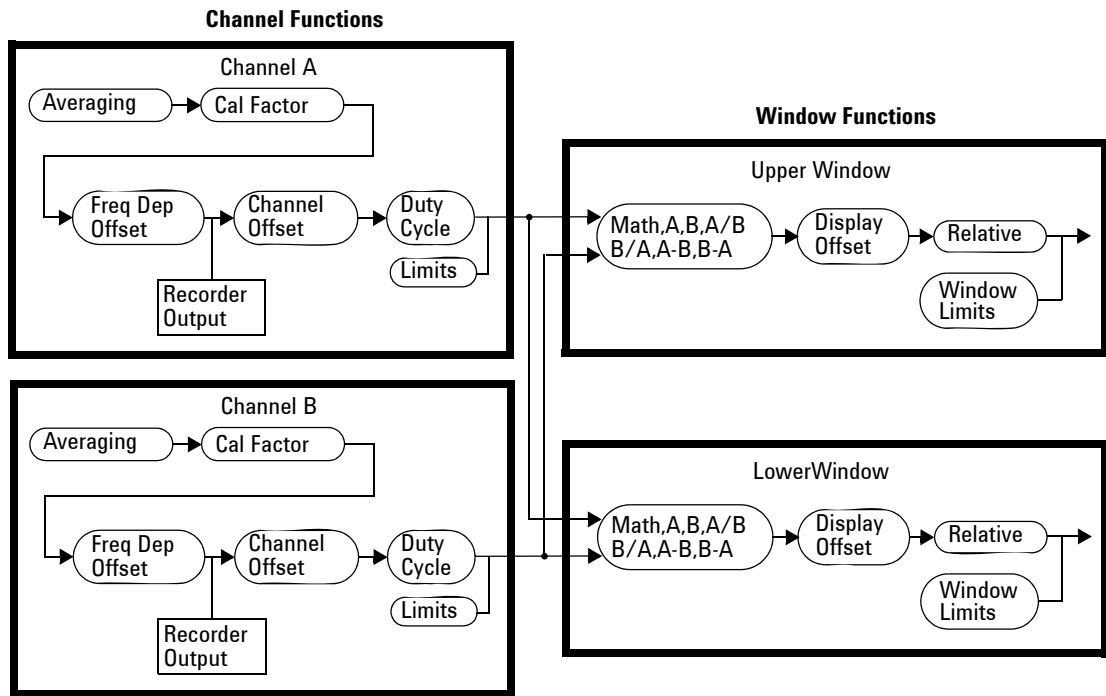 Channel Functions
Channel A
Averaging
Cal Factor
Freq Dep
Offset
Channel
Offset
Duty
Cycle
Limits
Recorder
Output
Channel B
Averaging
Cal Factor
Freq Dep
Offset
Channel
Offset
Duty
Cycle
Limits
Recorder
Output
Window Functions
Upper Window
Math,A,B,A/B
B/A,A-B,B-A
Display
Offset
Relative
Window
Limits
LowerWindow
Math,A,B,A/B
B/A,A-B,B-A
Display
Offset
Relative
Window
Limits